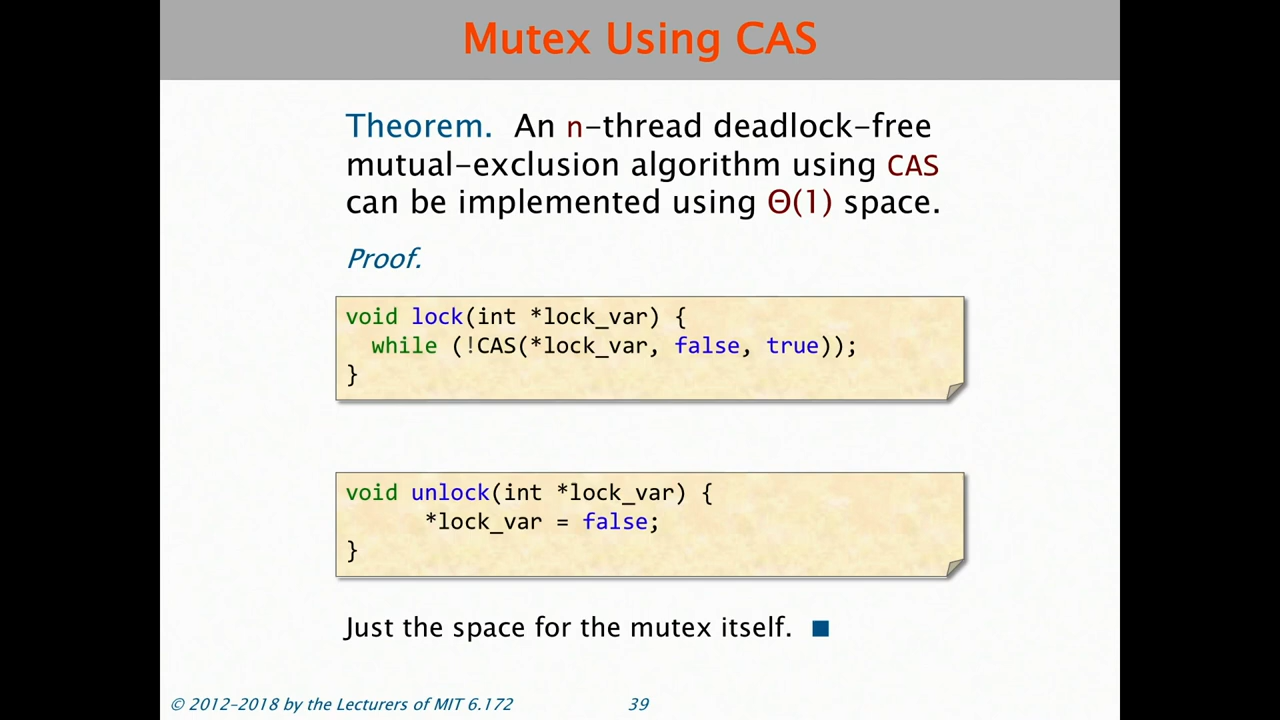 Mutex Using CAS
Theorem. An n-thread deadlock-free
mutual-exclusion algorithm using CAS
can be implemented using Θ(1) space.
Proof.
void lock(int *lock_var) {
  while (!CAS(*lock_var, false, true));
}
void unlock(int *lock_var) {
      *lock_var = false;
}
Just the space for the mutex itself. ■
© 2012–2018 by the Lecturers of MIT 6.172
39